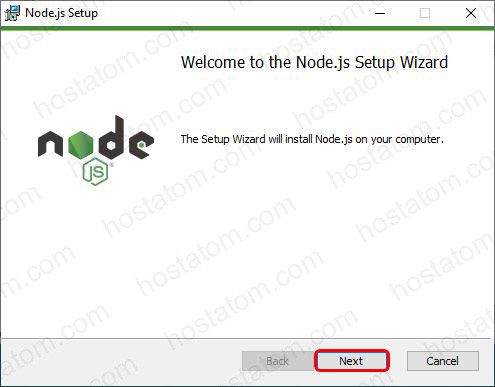 Node.js Setup
Welcome to the Node.js Setup Wizard
node
JS
®
The Setup Wizard will install Node.js on your computer.
Back
Next
Cancel
hostatom.com
hostatom.com
hostatom.com
hostatom.com
hostatom.com
hostatom.com
hostatom.com
hostatom.com
hostatom.com